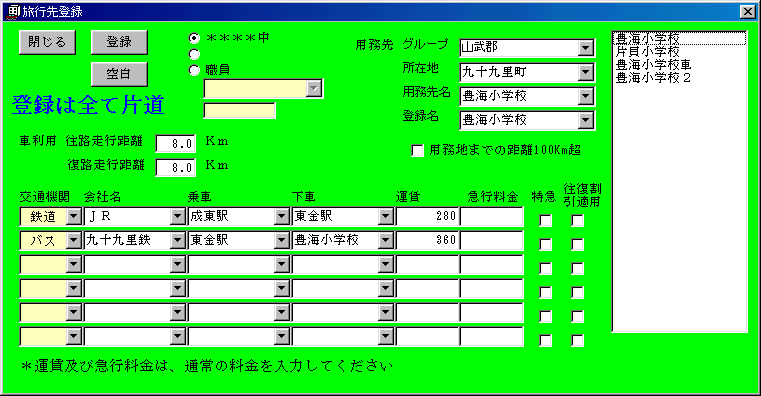 旅行先登録
閉じる 登録 空白
＊＊＊＊中
職員
登録は全て片道
用務先 グループ 山武郡
所在地 九十九里町
用務先名 豊海小学校
登録名 豊海小学校
豊海小学校
片貝小学校
豊海小学校車
豊海小学校２
車利用 往路走行距離 8.0 Ｋｍ
復路走行距離 8.0 Ｋｍ
用務地までの距離100Km超
交通機関 会社名 乗車 下車 運賃 急行料金 特急 往復割引適用
鉄道 ＪＲ 成東駅 東金駅 280
バス 九十九里鉄 東金駅 豊海小学校 360
＊運賃及び急行料金は、通常の料金を入力してください